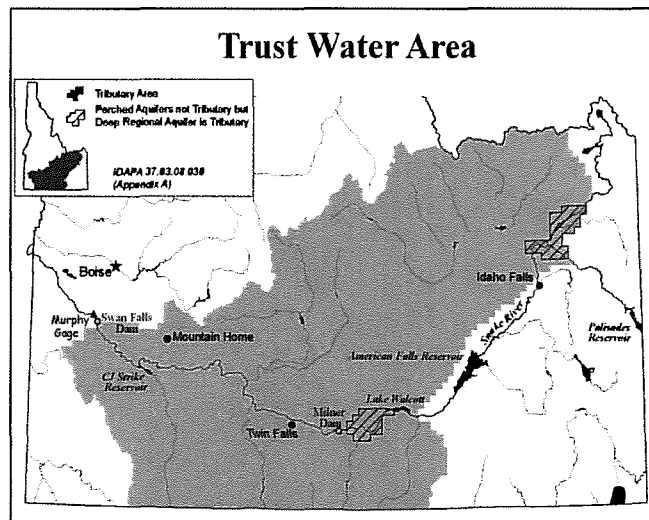 Trust Water Area
Tributary Area
Perched Aquifers not Tributary but
Deep Regional Aquifer is Tributary
IDAPA 37.03.08 030
(Appendix A)
Boise
Idaho Falls
Murphy
Gage
Swan Falls
Dam
Mountain Home
Snake River
Palisades
Reservoir
American Falls Reservoir
CJ Strike
Reservoir
Lake Walcott
Milner
Dam
Twin Falls